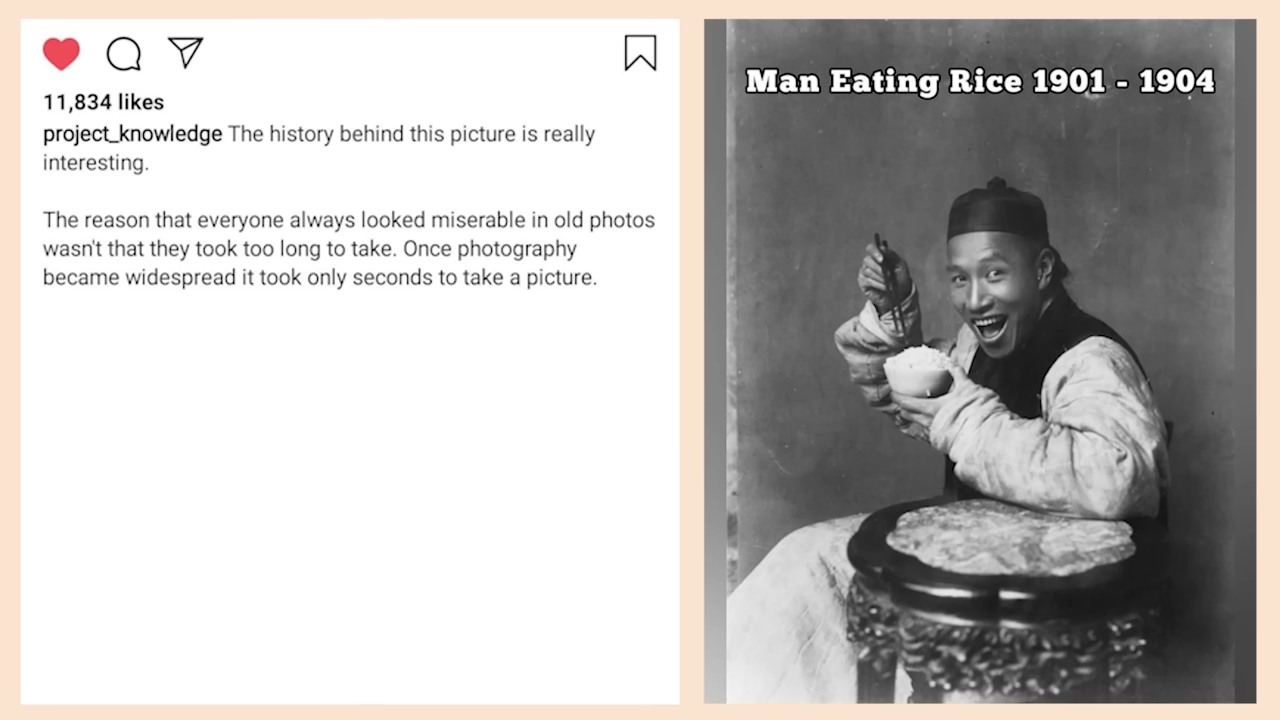 11,834 likes
project_knowledge The history behind this picture is really
interesting.
The reason that everyone always looked miserable in old photos
wasn't that they took too long to take. Once photography
became widespread it took only seconds to take a picture.
Man Eating Rice 1901 - 1904